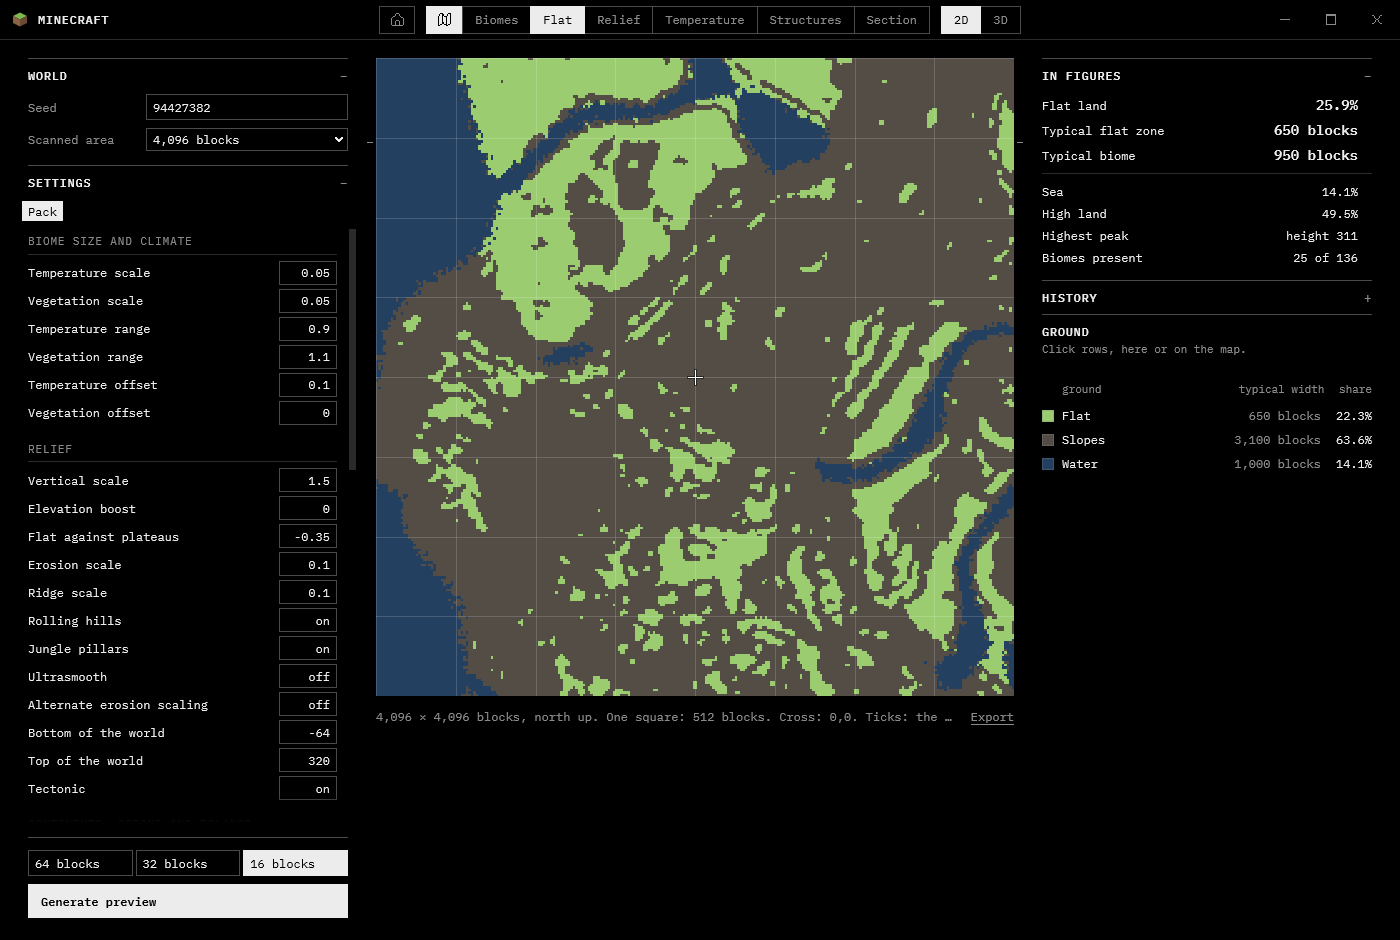 MINECRAFT
Biomes Flat Relief Temperature Structures Section 2D 3D
WORLD
Seed 94427382
Scanned area 4,096 blocks
SETTINGS
Pack
BIOME SIZE AND CLIMATE
Temperature scale 0.05
Vegetation scale 0.05
Temperature range 0.9
Vegetation range 1.1
Temperature offset 0.1
Vegetation offset 0
RELIEF
Vertical scale 1.5
Elevation boost 0
Flat against plateaus -0.35
Erosion scale 0.1
Ridge scale 0.1
Rolling hills on
Jungle pillars on
Ultrasmooth off
Alternate erosion scaling off
Bottom of the world -64
Top of the world 320
Tectonic on
64 blocks 32 blocks 16 blocks
Generate preview
4,096 × 4,096 blocks, north up. One square: 512 blocks. Cross: 0,0. Ticks: the … Export
IN FIGURES
Flat land 25.9%
Typical flat zone 650 blocks
Typical biome 950 blocks
Sea 14.1%
High land 49.5%
Highest peak height 311
Biomes present 25 of 136
HISTORY
GROUND
Click rows, here or on the map.
ground typical width share
Flat 650 blocks 22.3%
Slopes 3,100 blocks 63.6%
Water 1,000 blocks 14.1%